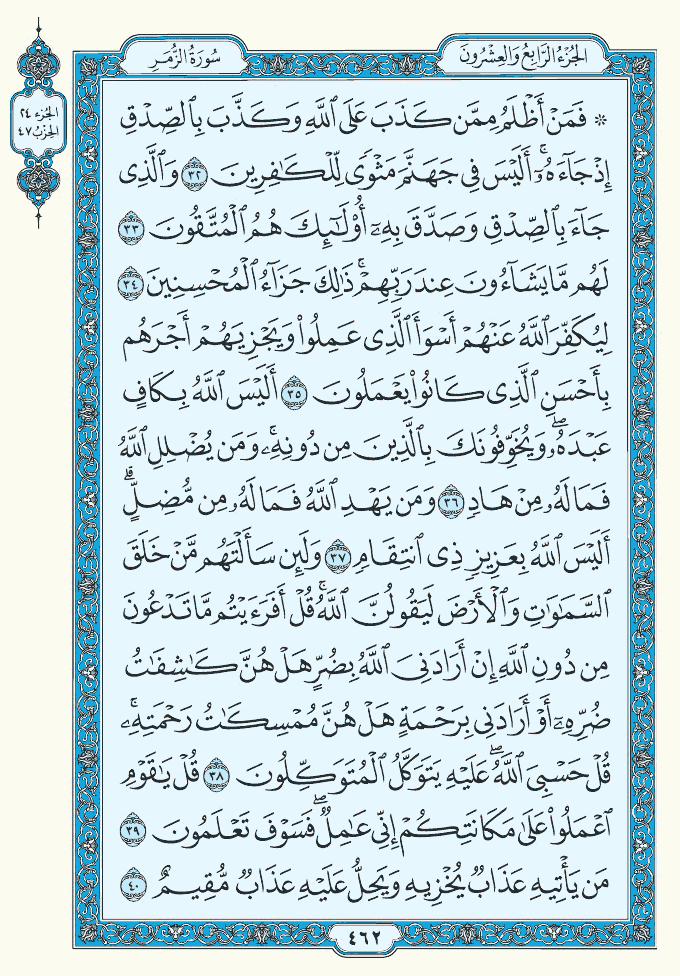 الجُزْءُ الرَّابِعُ وَالعِشْرُونَ
سُورَةُ الزُّمَرِ
الجزء ٢٤
الحزب ٤٧
۞ فَمَنْ أَظْلَمُ مِمَّن كَذَبَ عَلَى ٱللَّهِ وَكَذَّبَ بِٱلصِّدْقِ
إِذْ جَآءَهُۥٓ ۚ أَلَيْسَ فِى جَهَنَّمَ مَثْوًى لِّلْكَـٰفِرِينَ ٣٢ وَٱلَّذِى
جَآءَ بِٱلصِّدْقِ وَصَدَّقَ بِهِۦٓ أُو۟لَـٰٓئِكَ هُمُ ٱلْمُتَّقُونَ ٣٣
لَهُم مَّا يَشَآءُونَ عِندَ رَبِّهِمْ ۚ ذَٰلِكَ جَزَآءُ ٱلْمُحْسِنِينَ ٣٤
لِيُكَفِّرَ ٱللَّهُ عَنْهُمْ أَسْوَأَ ٱلَّذِى عَمِلُوا۟ وَيَجْزِيَهُمْ أَجْرَهُم
بِأَحْسَنِ ٱلَّذِى كَانُوا۟ يَعْمَلُونَ ٣٥ أَلَيْسَ ٱللَّهُ بِكَافٍ
عَبْدَهُۥ ۖ وَيُخَوِّفُونَكَ بِٱلَّذِينَ مِن دُونِهِۦ ۚ وَمَن يُضْلِلِ ٱللَّهُ
فَمَا لَهُۥ مِنْ هَادٍ ٣٦ وَمَن يَهْدِ ٱللَّهُ فَمَا لَهُۥ مِن مُّضِلٍّ ۗ
أَلَيْسَ ٱللَّهُ بِعَزِيزٍ ذِى ٱنتِقَامٍ ٣٧ وَلَئِن سَأَلْتَهُم مَّنْ خَلَقَ
ٱلسَّمَـٰوَٰتِ وَٱلْأَرْضَ لَيَقُولُنَّ ٱللَّهُ ۚ قُلْ أَفَرَءَيْتُم مَّا تَدْعُونَ
مِن دُونِ ٱللَّهِ إِنْ أَرَادَنِىَ ٱللَّهُ بِضُرٍّ هَلْ هُنَّ كَـٰشِفَـٰتُ
ضُرِّهِۦٓ أَوْ أَرَادَنِى بِرَحْمَةٍ هَلْ هُنَّ مُمْسِكَـٰتُ رَحْمَتِهِۦ ۚ
قُلْ حَسْبِىَ ٱللَّهُ ۖ عَلَيْهِ يَتَوَكَّلُ ٱلْمُتَوَكِّلُونَ ٣٨ قُلْ يَـٰقَوْمِ
ٱعْمَلُوا۟ عَلَىٰ مَكَانَتِكُمْ إِنِّى عَـٰمِلٌ ۖ فَسَوْفَ تَعْلَمُونَ ٣٩
مَن يَأْتِيهِ عَذَابٌ يُخْزِيهِ وَيَحِلُّ عَلَيْهِ عَذَابٌ مُّقِيمٌ ٤٠
٤٦٢